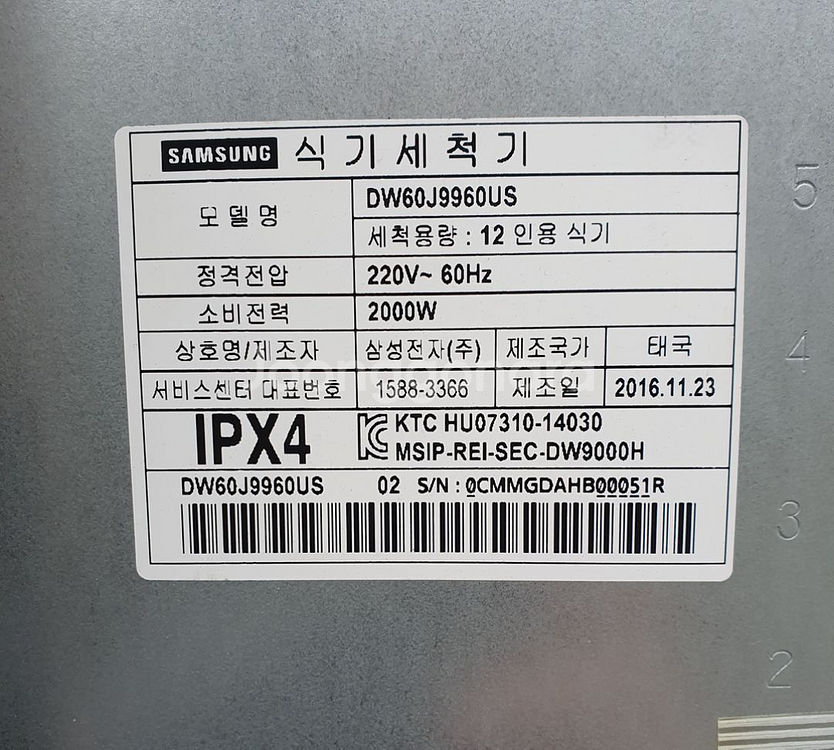 SAMSUNG 식기세척기
모델명 DW60J9960US
세척용량 : 12 인용 식기
정격전압 220V~ 60Hz
소비전력 2000W
상호명/제조자 삼성전자(주) 제조국가 태국
서비스센터 대표번호 1588-3366 제조일 2016.11.23
IPX4 KTC HU07310-14030
MSIP-REI-SEC-DW9000H
DW60J9960US 02 S/N : 0CMMGDAHB00051R
5
4
3
2